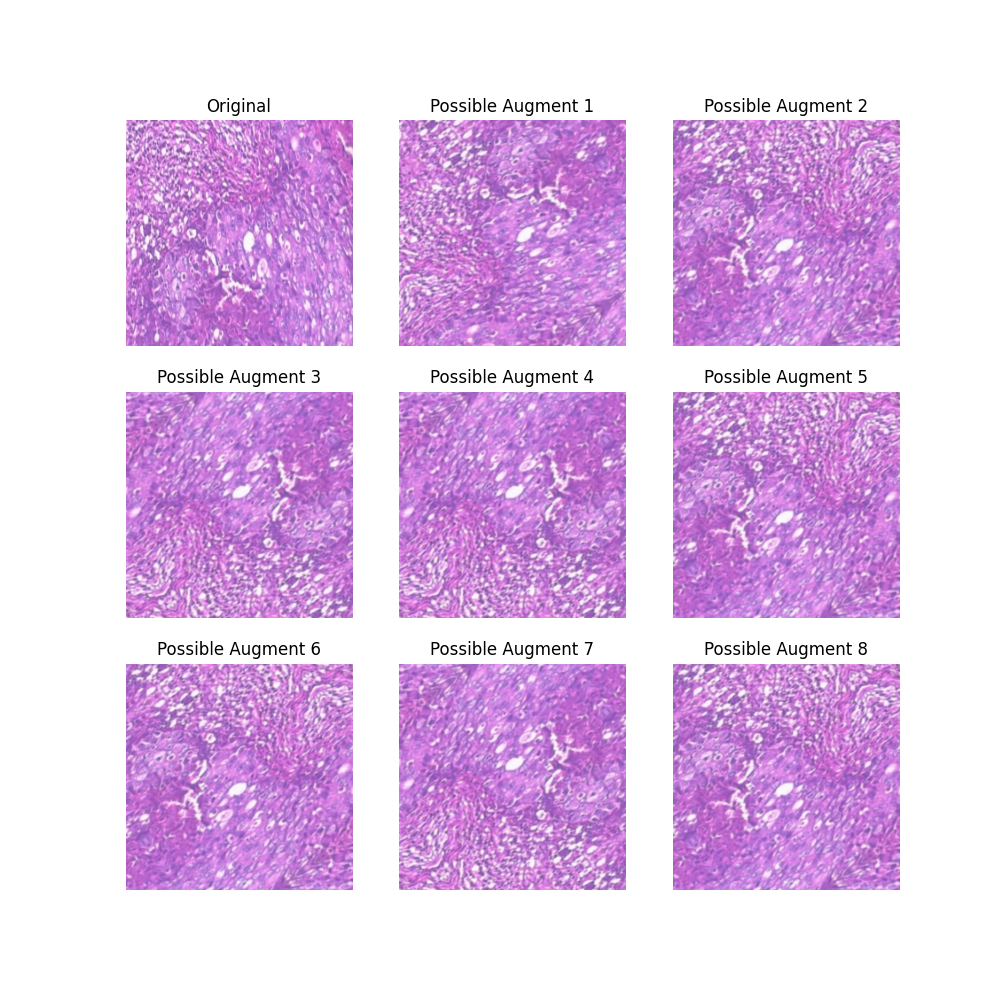 Original
Possible Augment 1
Possible Augment 2
Possible Augment 3
Possible Augment 4
Possible Augment 5
Possible Augment 6
Possible Augment 7
Possible Augment 8